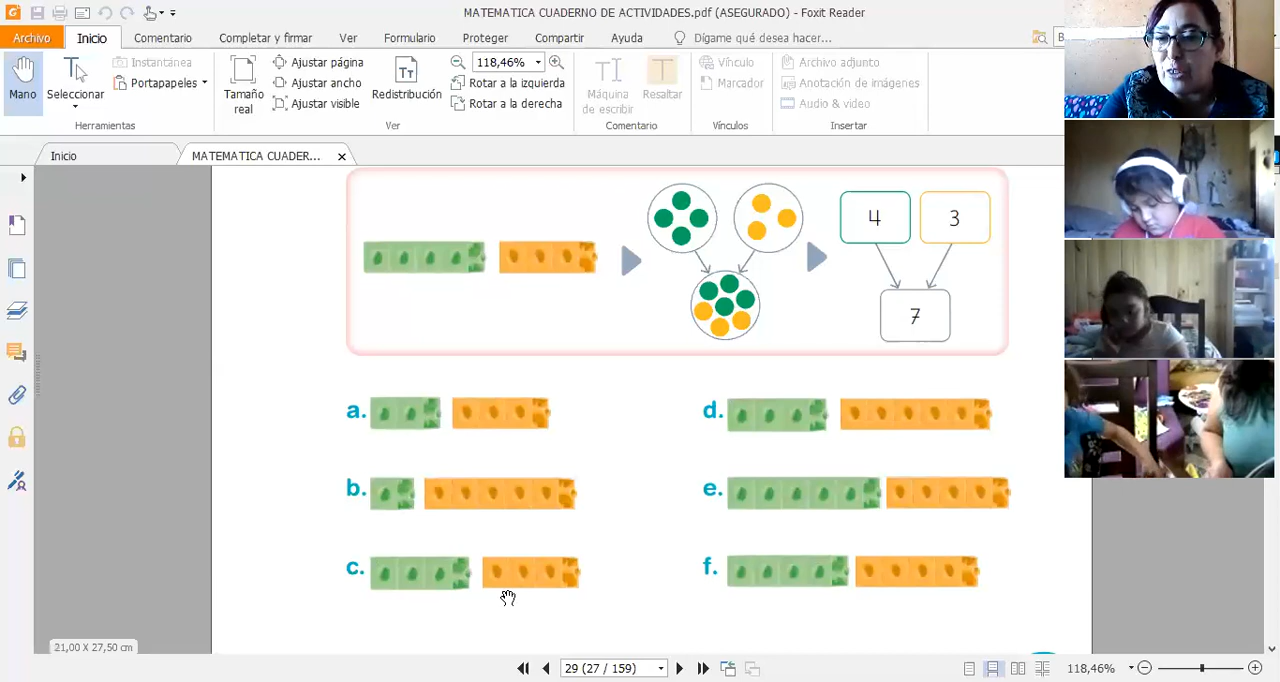 MATEMATICA CUADERNO DE ACTIVIDADES.pdf (ASEGURADO) - Foxit Reader
Archivo
Inicio
Comentario
Completar y firmar
Ver
Formulario
Proteger
Compartir
Ayuda
Dígame qué desea hacer...
B
Mano
Seleccionar
Instantánea
Portapapeles
Herramientas
Tamaño
real
Ajustar página
Ajustar ancho
Ajustar visible
Redistribución
118,46%
Rotar a la izquierda
Rotar a la derecha
Ver
Máquina
de escribir
Resaltar
Comentario
Vínculo
Marcador
Vínculos
Archivo adjunto
Anotación de imágenes
Audio & video
Insertar
Inicio
MATEMATICA CUADER...
4
3
7
a.
d.
b.
e.
c.
f.
21,00 x 27,50 cm
29 (27 / 159)
118,46%